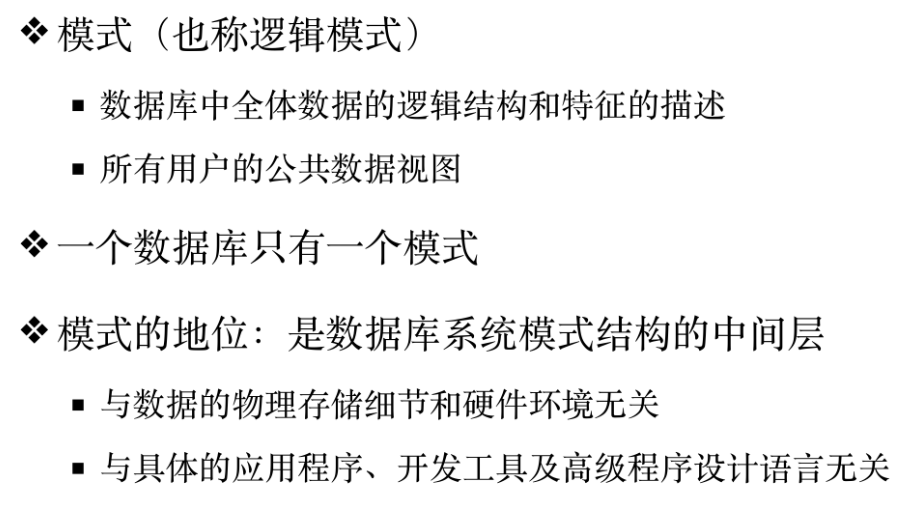 ❖模式（也称逻辑模式）
▪ 数据库中全体数据的逻辑结构和特征的描述
▪ 所有用户的公共数据视图
❖一个数据库只有一个模式
❖模式的地位：是数据库系统模式结构的中间层
▪ 与数据的物理存储细节和硬件环境无关
▪ 与具体的应用程序、开发工具及高级程序设计语言无关